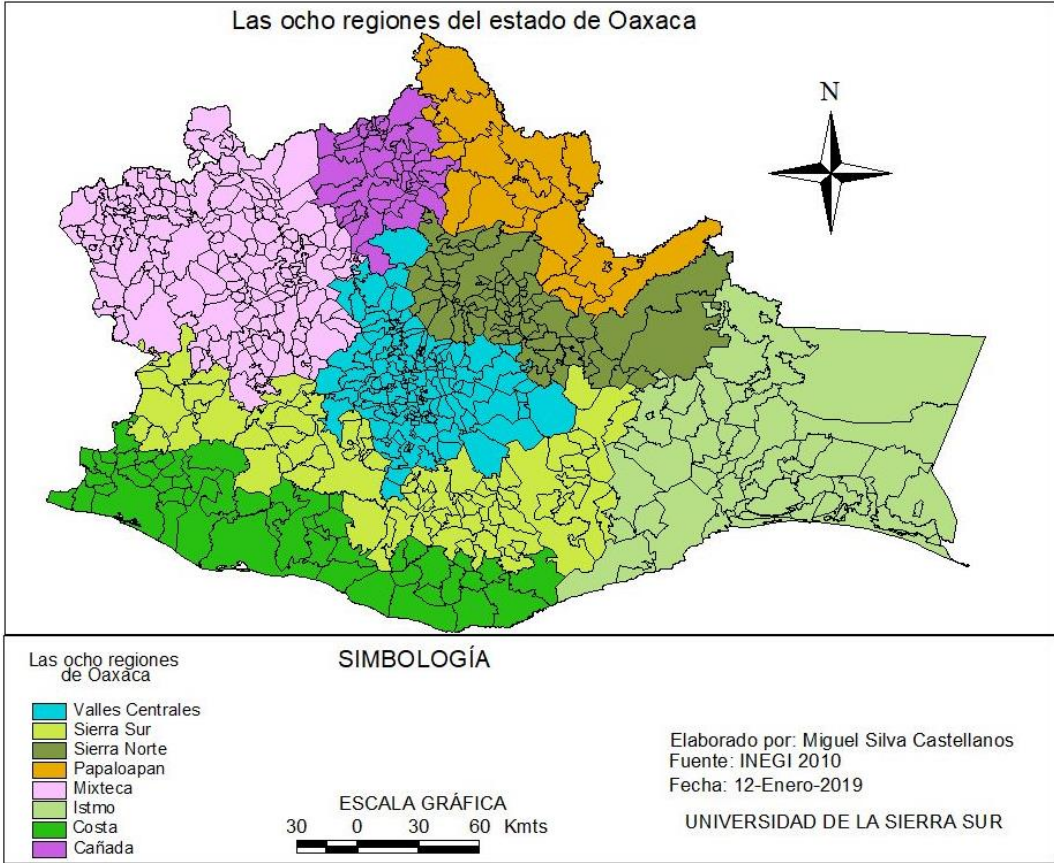 Las ocho regiones del estado de Oaxaca
N
Las ocho regiones
de Oaxaca
SIMBOLOGÍA
Valles Centrales
Sierra Sur
Sierra Norte
Papaloapan
Mixteca
Istmo
Costa
Cañada
ESCALA GRÁFICA
30 0 30 60 Kmts
Elaborado por: Miguel Silva Castellanos
Fuente: INEGI 2010
Fecha: 12-Enero-2019
UNIVERSIDAD DE LA SIERRA SUR